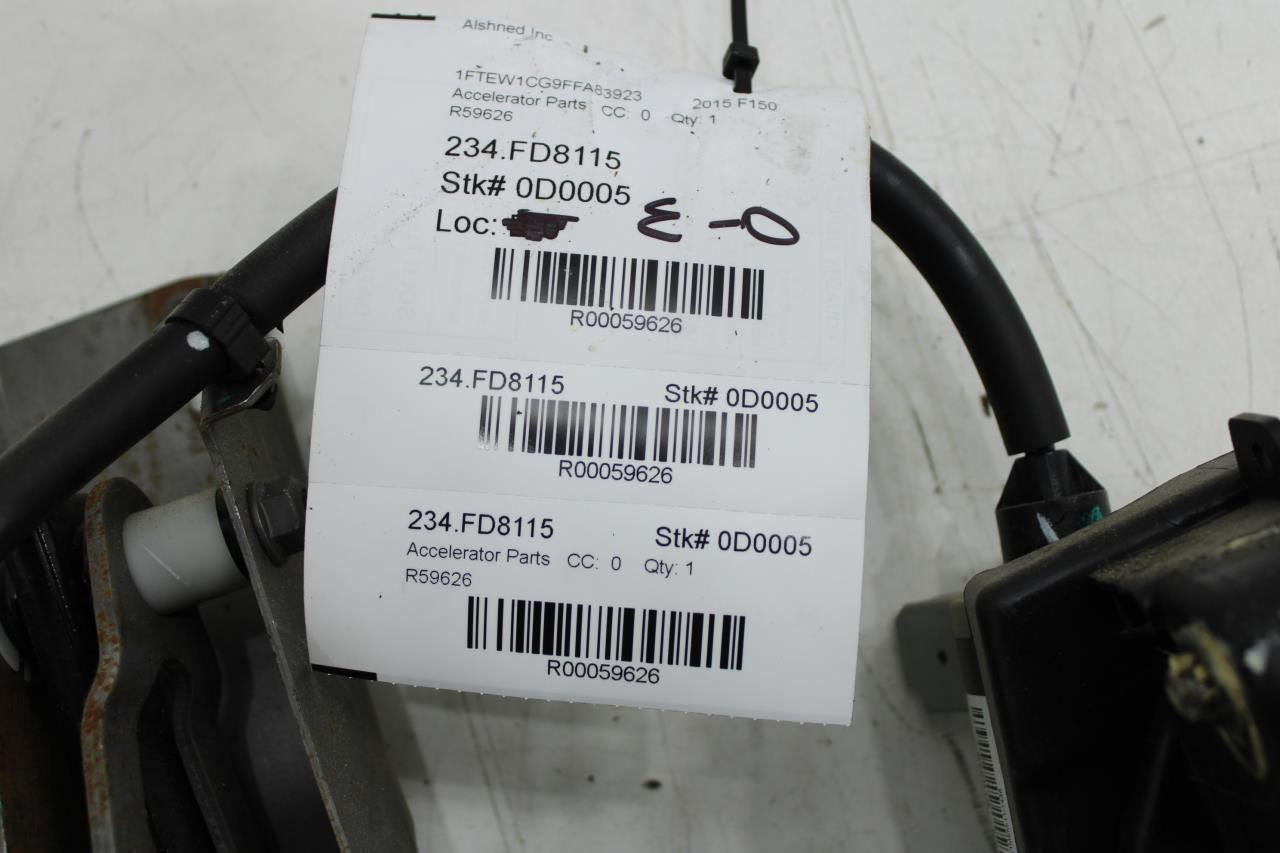 Alshned Inc
1FTEW1CG9FFA83923 2015 F150
Accelerator Parts CC: 0 Qty: 1
R59626
234.FD8115
Stk# 0D0005
Loc: E-0
R00059626
234.FD8115 Stk# 0D0005
R00059626
234.FD8115 Stk# 0D0005
Accelerator Parts CC: 0 Qty: 1
R59626
R00059626